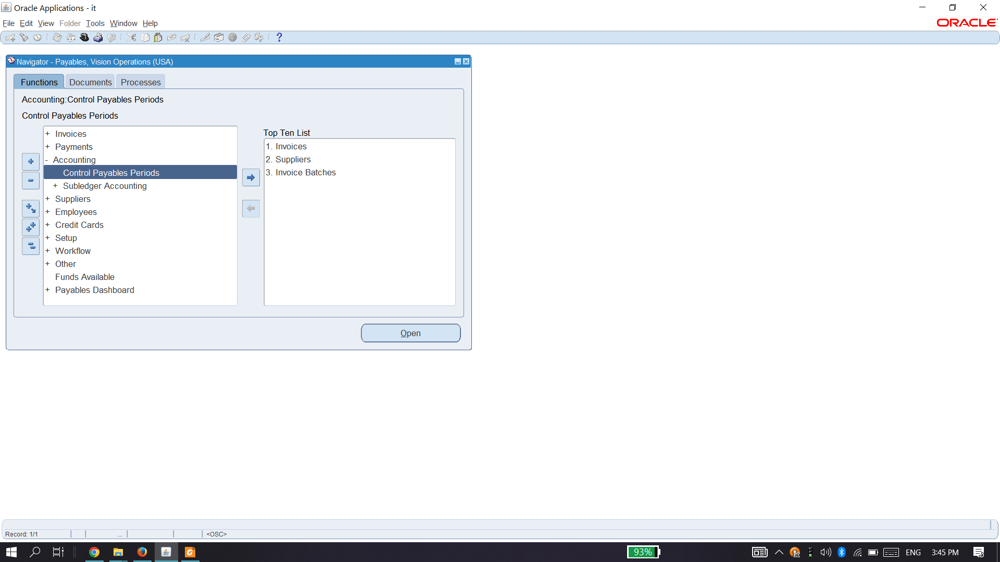 Oracle Applications - it
File Edit View Folder Tools Window Help
ORACLE
?
Navigator - Payables, Vision Operations (USA)
Functions Documents Processes
Accounting:Control Payables Periods
Control Payables Periods
+ Invoices
+ Payments
- Accounting
Control Payables Periods
+ Subledger Accounting
+ Suppliers
+ Employees
+ Credit Cards
+ Setup
+ Workflow
+ Other
Funds Available
+ Payables Dashboard
Top Ten List
1. Invoices
2. Suppliers
3. Invoice Batches
Open
Record: 1/1 ... <OSC>
93% ENG 3:45 PM